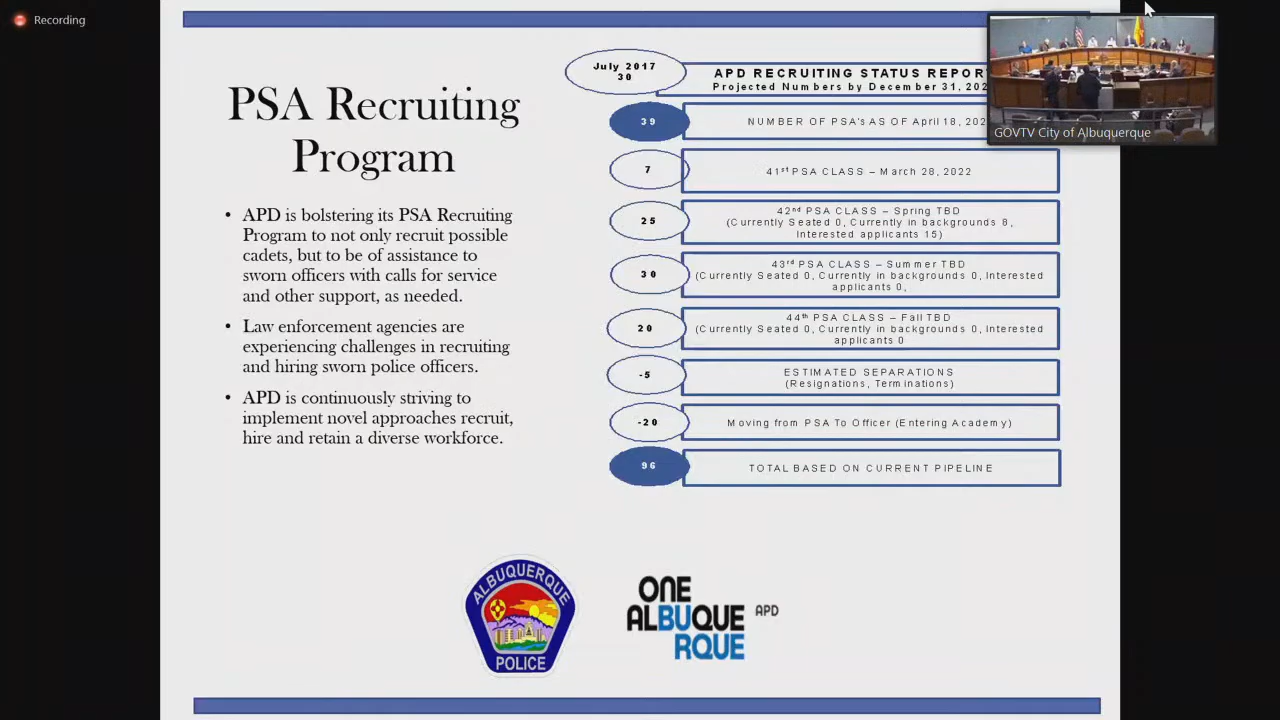 Recording
PSA Recruiting
Program
• APD is bolstering its PSA Recruiting
Program to not only recruit possible
cadets, but to be of assistance to
sworn officers with calls for service
and other support, as needed.
• Law enforcement agencies are
experiencing challenges in recruiting
and hiring sworn police officers.
• APD is continuously striving to
implement novel approaches recruit,
hire and retain a diverse workforce.
July 2017
30
APD RECRUITING STATUS REPORT
Projected Numbers by December 31, 202
39
NUMBER OF PSA's AS OF April 18, 202
7
41st PSA CLASS – March 28, 2022
25
42nd PSA CLASS – Spring TBD
(Currently Seated 0, Currently in backgrounds 8,
Interested applicants 15)
30
43rd PSA CLASS – Summer TBD
(Currently Seated 0, Currently in backgrounds 0, Interested
applicants 0,
20
44th PSA CLASS – Fall TBD
(Currently Seated 0, Currently in backgrounds 0, Interested
applicants 0
-5
ESTIMATED SEPARATIONS
(Resignations, Terminations)
-20
Moving from PSA To Officer (Entering Academy)
96
TOTAL BASED ON CURRENT PIPELINE
GOVTV City of Albuquerque
ALBUQUERQUE
POLICE
ONE
ALBUQUE
RQUE
APD